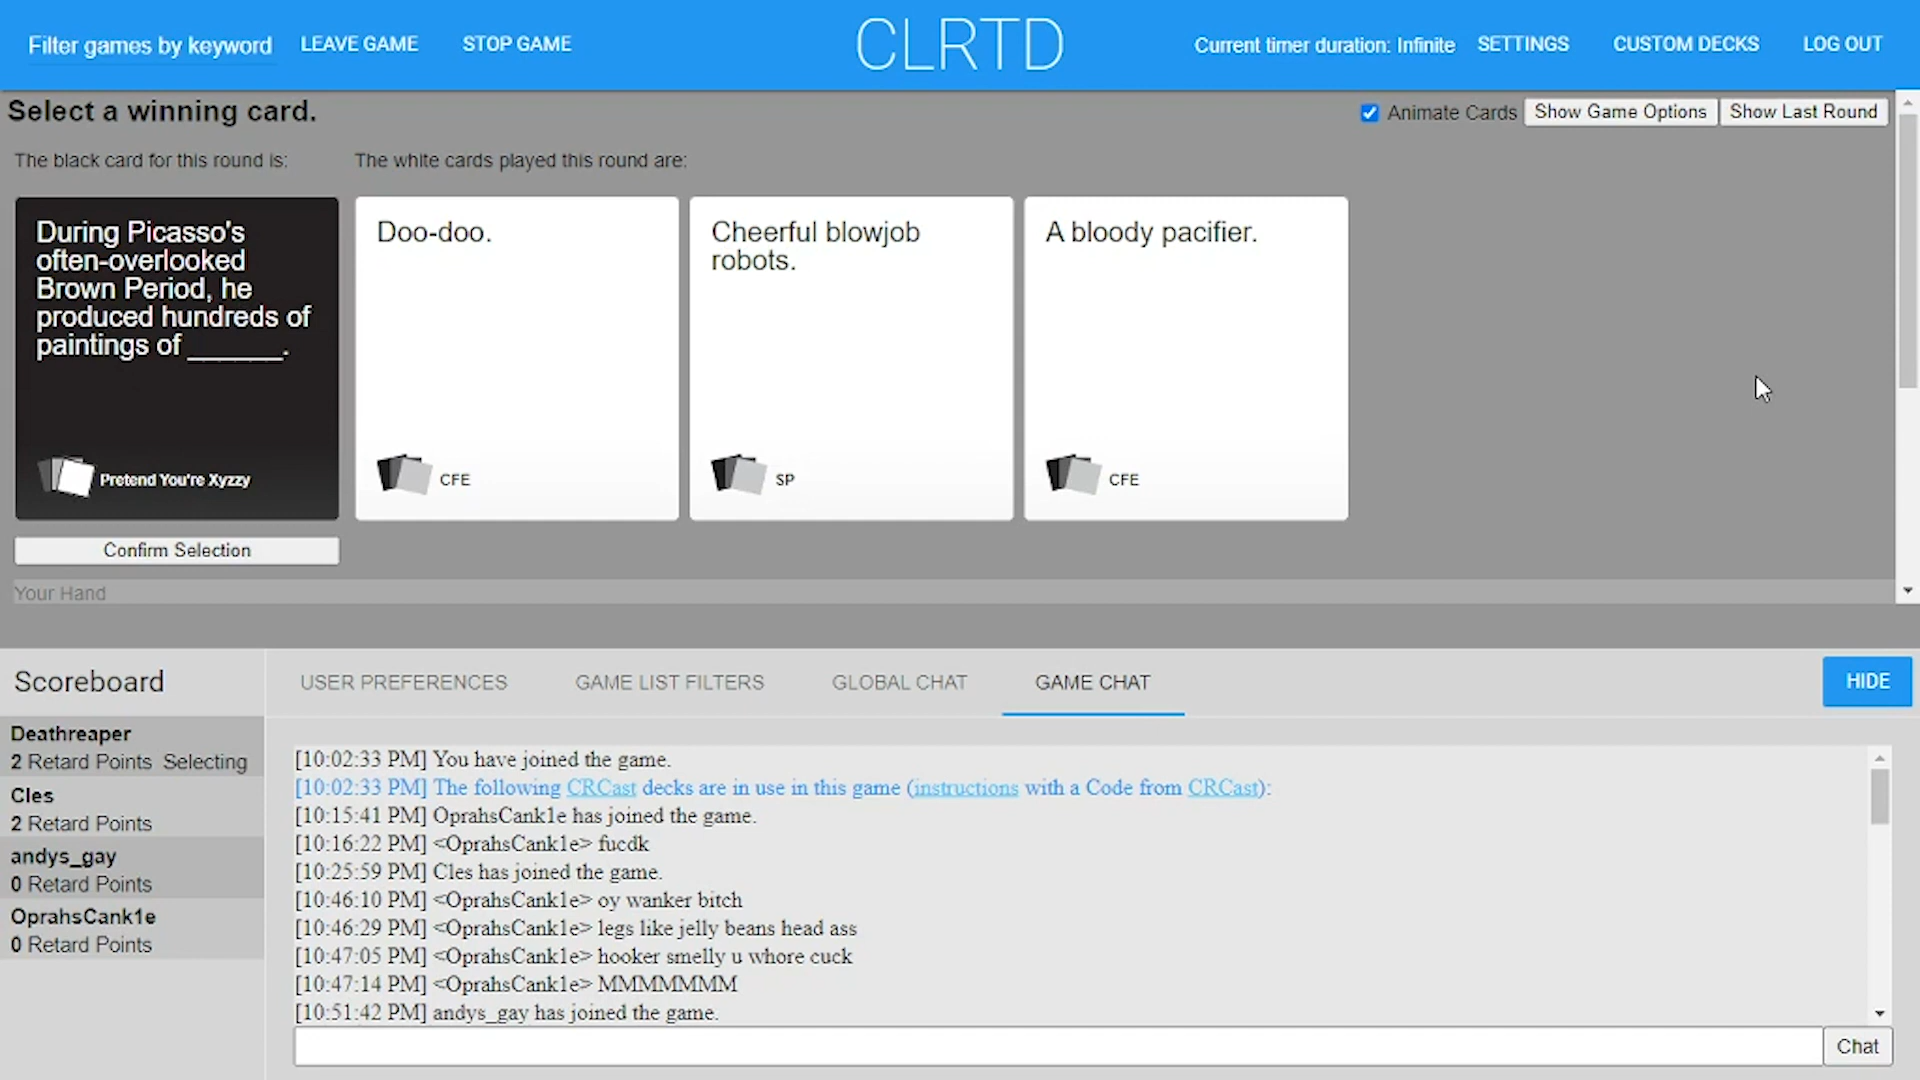 Filter games by keyword LEAVE GAME STOP GAME CLRTD Current timer duration: Infinite SETTINGS CUSTOM DECKS LOG OUT
Select a winning card. Animate Cards Show Game Options Show Last Round
The black card for this round is: The white cards played this round are:
During Picasso's
often-overlooked
Brown Period, he
produced hundreds of
paintings of ______.
Pretend You're Xyzzy
Doo-doo.
CFE
Cheerful blowjob
robots.
SP
A bloody pacifier.
CFE
Confirm Selection
Your Hand
Scoreboard
Deathreaper
2 Retard Points Selecting
Cles
2 Retard Points
andys_gay
0 Retard Points
OprahsCank1e
0 Retard Points
USER PREFERENCES GAME LIST FILTERS GLOBAL CHAT GAME CHAT HIDE
[10:02:33 PM] You have joined the game.
[10:02:33 PM] The following CRCast decks are in use in this game (instructions with a Code from CRCast):
[10:15:41 PM] OprahsCank1e has joined the game.
[10:16:22 PM] <OprahsCank1e> fucdk
[10:25:59 PM] Cles has joined the game.
[10:46:10 PM] <OprahsCank1e> oy wanker bitch
[10:46:29 PM] <OprahsCank1e> legs like jelly beans head ass
[10:47:05 PM] <OprahsCank1e> hooker smelly u whore cuck
[10:47:14 PM] <OprahsCank1e> MMMMMMM
[10:51:42 PM] andys_gay has joined the game.
Chat